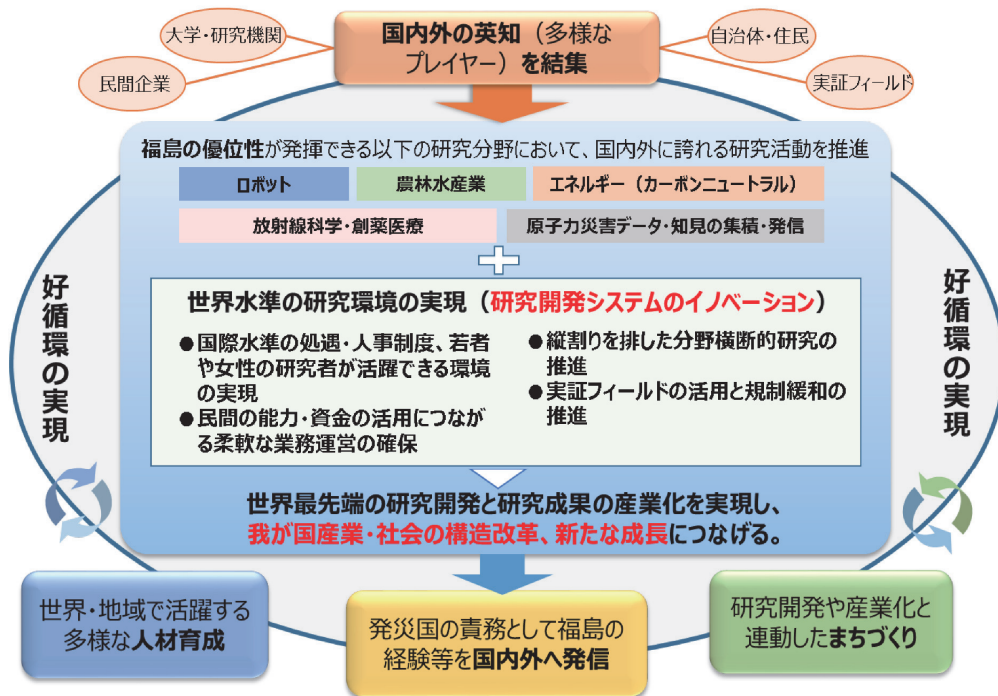 大学・研究機関
民間企業
国内外の英知（多様な
プレイヤー）を結集
自治体・住民
実証フィールド
福島の優位性が発揮できる以下の研究分野において、国内外に誇れる研究活動を推進
ロボット
農林水産業
エネルギー（カーボンニュートラル）
放射線科学・創薬医療
原子力災害データ・知見の集積・発信
世界水準の研究環境の実現（研究開発システムのイノベーション）
●国際水準の処遇・人事制度、若者
や女性の研究者が活躍できる環境
の実現
●民間の能力・資金の活用につなが
る柔軟な業務運営の確保
●縦割りを排した分野横断的研究の
推進
●実証フィールドの活用と規制緩和の
推進
世界最先端の研究開発と研究成果の産業化を実現し、
我が国産業・社会の構造改革、新たな成長につなげる。
好循環の実現
好循環の実現
世界・地域で活躍する
多様な人材育成
発災国の責務として福島の
経験等を国内外へ発信
研究開発や産業化と
連動したまちづくり